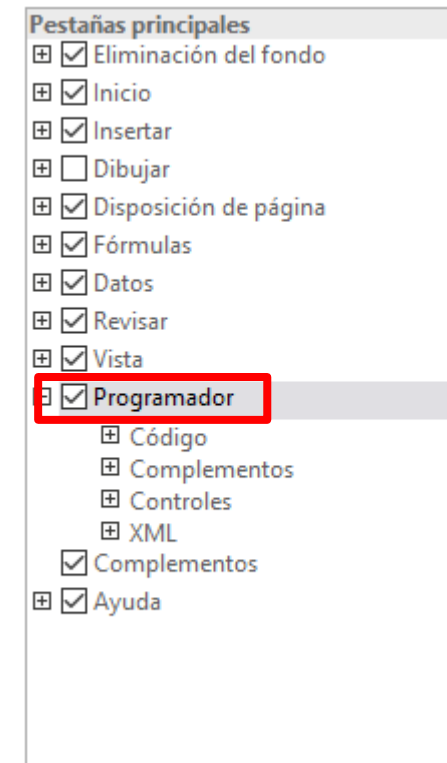 Pestañas principales
Eliminación del fondo
Inicio
Insertar
Dibujar
Disposición de página
Fórmulas
Datos
Revisar
Vista
Programador
Código
Complementos
Controles
XML
Complementos
Ayuda